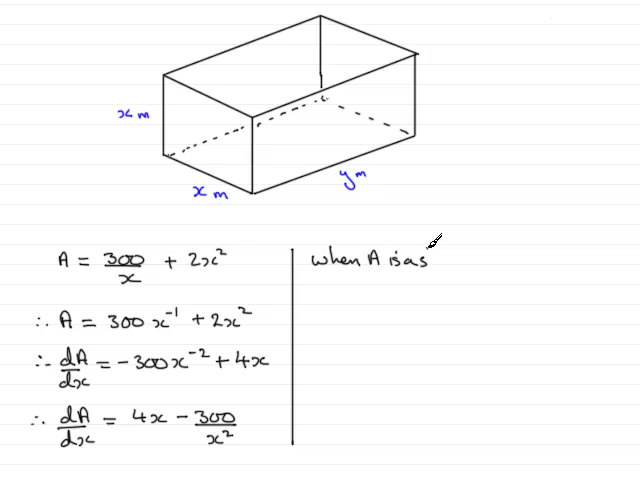 x m
x m
y m
A = 300/x + 2x²
∴ A = 300x⁻¹ + 2x²
∴ dA/dx = -300x⁻² + 4x
∴ dA/dx = 4x - 300/x²
when A is as